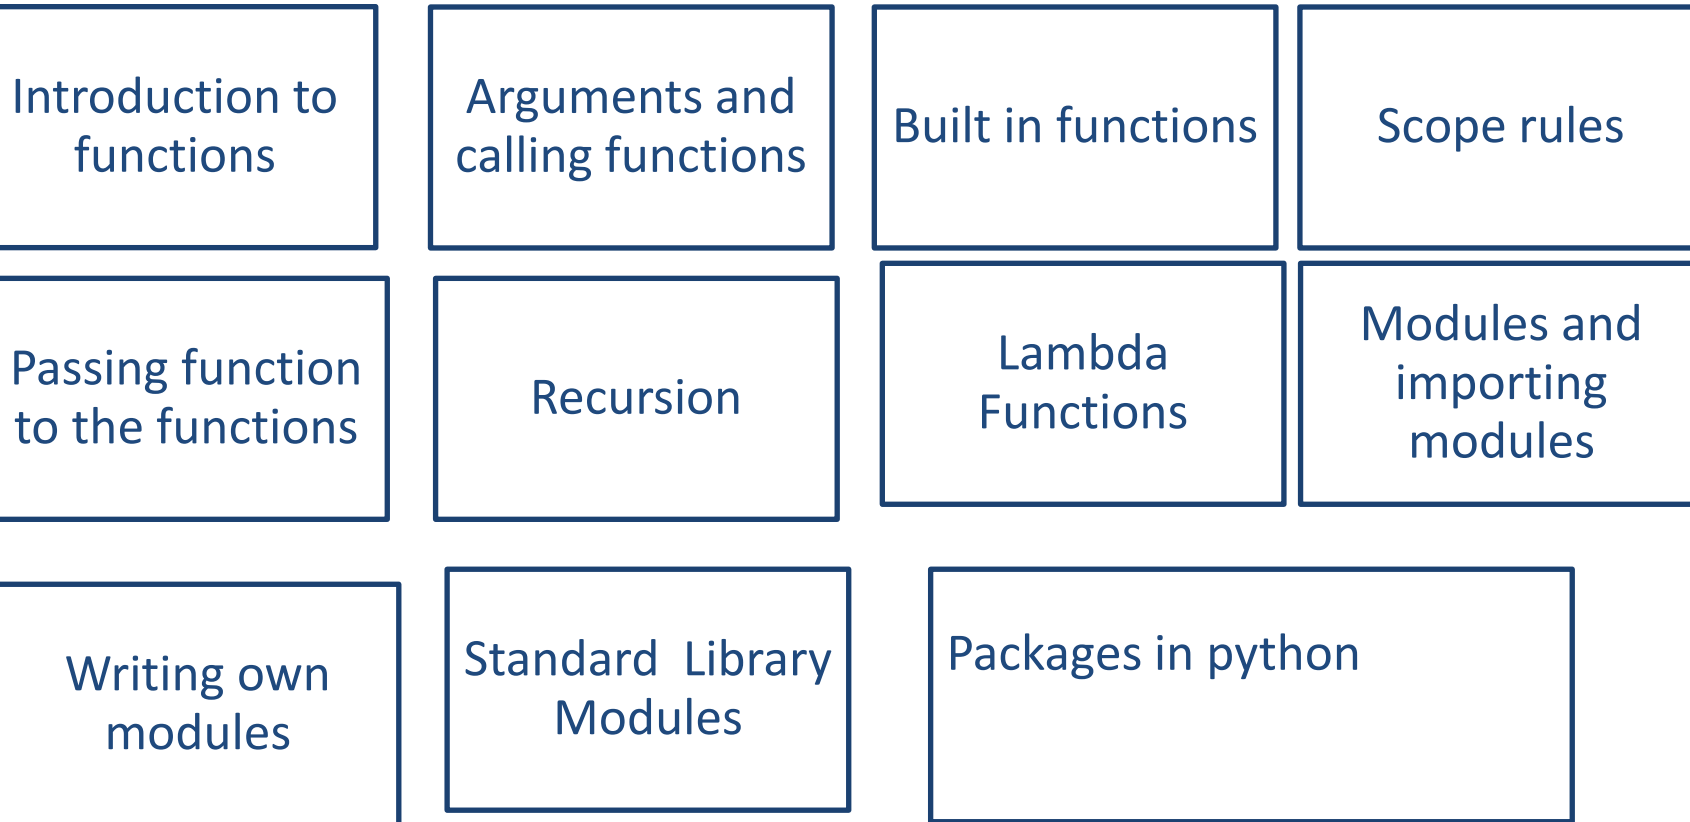 Introduction to
functions
Arguments and
calling functions
Built in functions
Scope rules
Passing function
to the functions
Recursion
Lambda
Functions
Modules and
importing
modules
Writing own
modules
Standard  Library
Modules
Packages in python